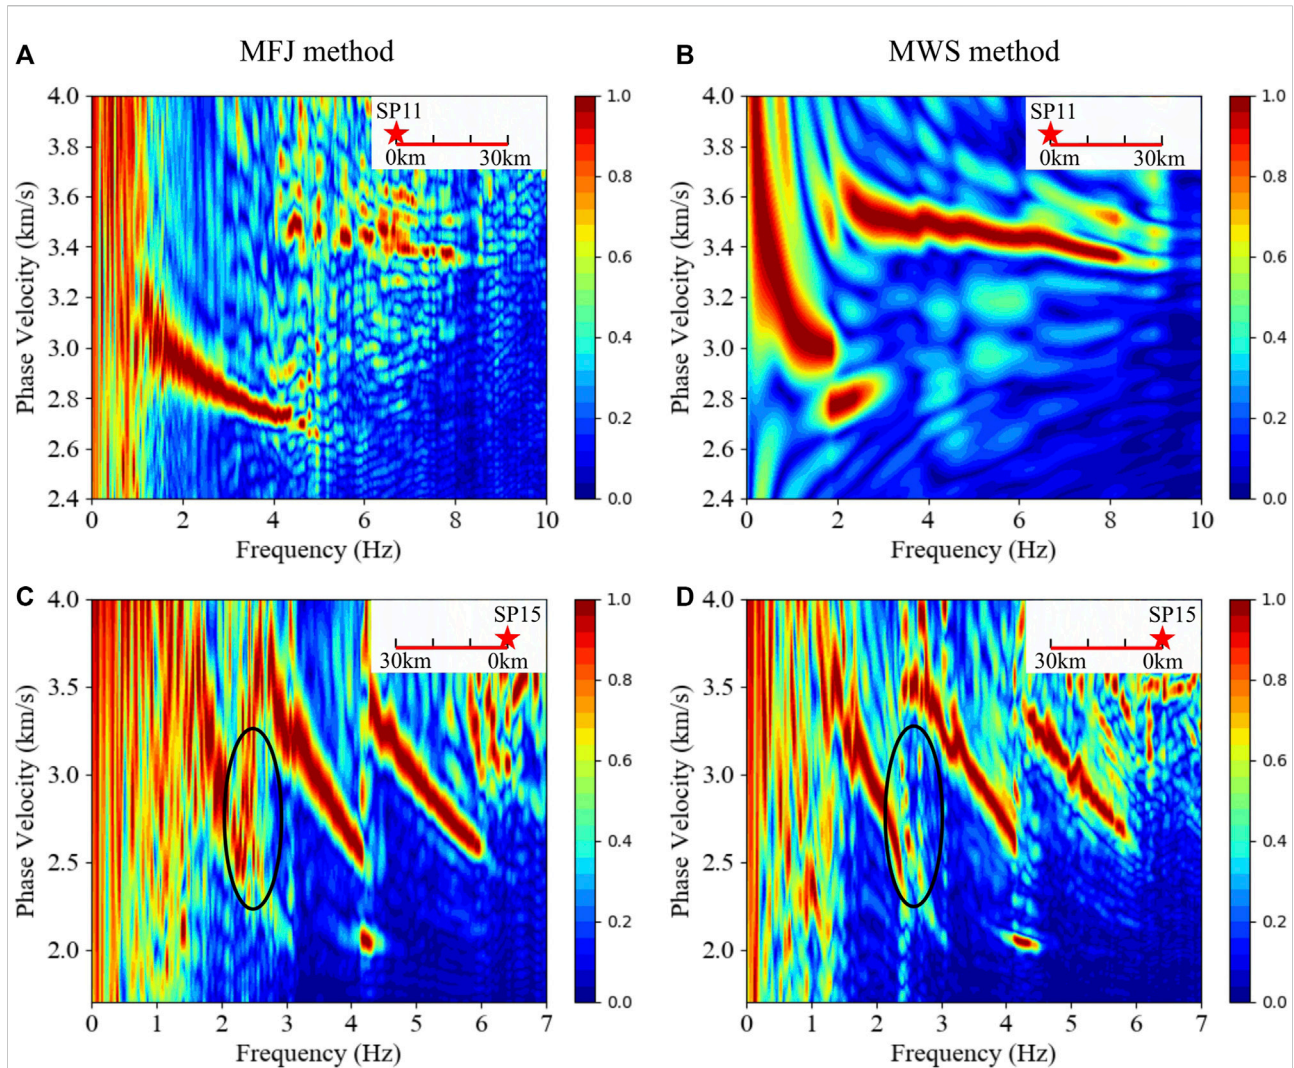 MFJ method
MWS method
A
B
4.0
3.8
3.6
3.4
3.2
3.0
2.8
2.6
2.4
Phase Velocity (km/s)
SP11
0km 30km
1.0
0.8
0.6
0.4
0.2
0.0
0 2 4 6 8 10
Frequency (Hz)
4.0
3.8
3.6
3.4
3.2
3.0
2.8
2.6
2.4
Phase Velocity (km/s)
SP11
0km 30km
1.0
0.8
0.6
0.4
0.2
0.0
0 2 4 6 8 10
Frequency (Hz)
C
D
4.0
3.5
3.0
2.5
2.0
Phase Velocity (km/s)
SP15
30km 0km
1.0
0.8
0.6
0.4
0.2
0.0
0 1 2 3 4 5 6 7
Frequency (Hz)
4.0
3.5
3.0
2.5
2.0
Phase Velocity (km/s)
SP15
30km 0km
1.0
0.8
0.6
0.4
0.2
0.0
0 1 2 3 4 5 6 7
Frequency (Hz)